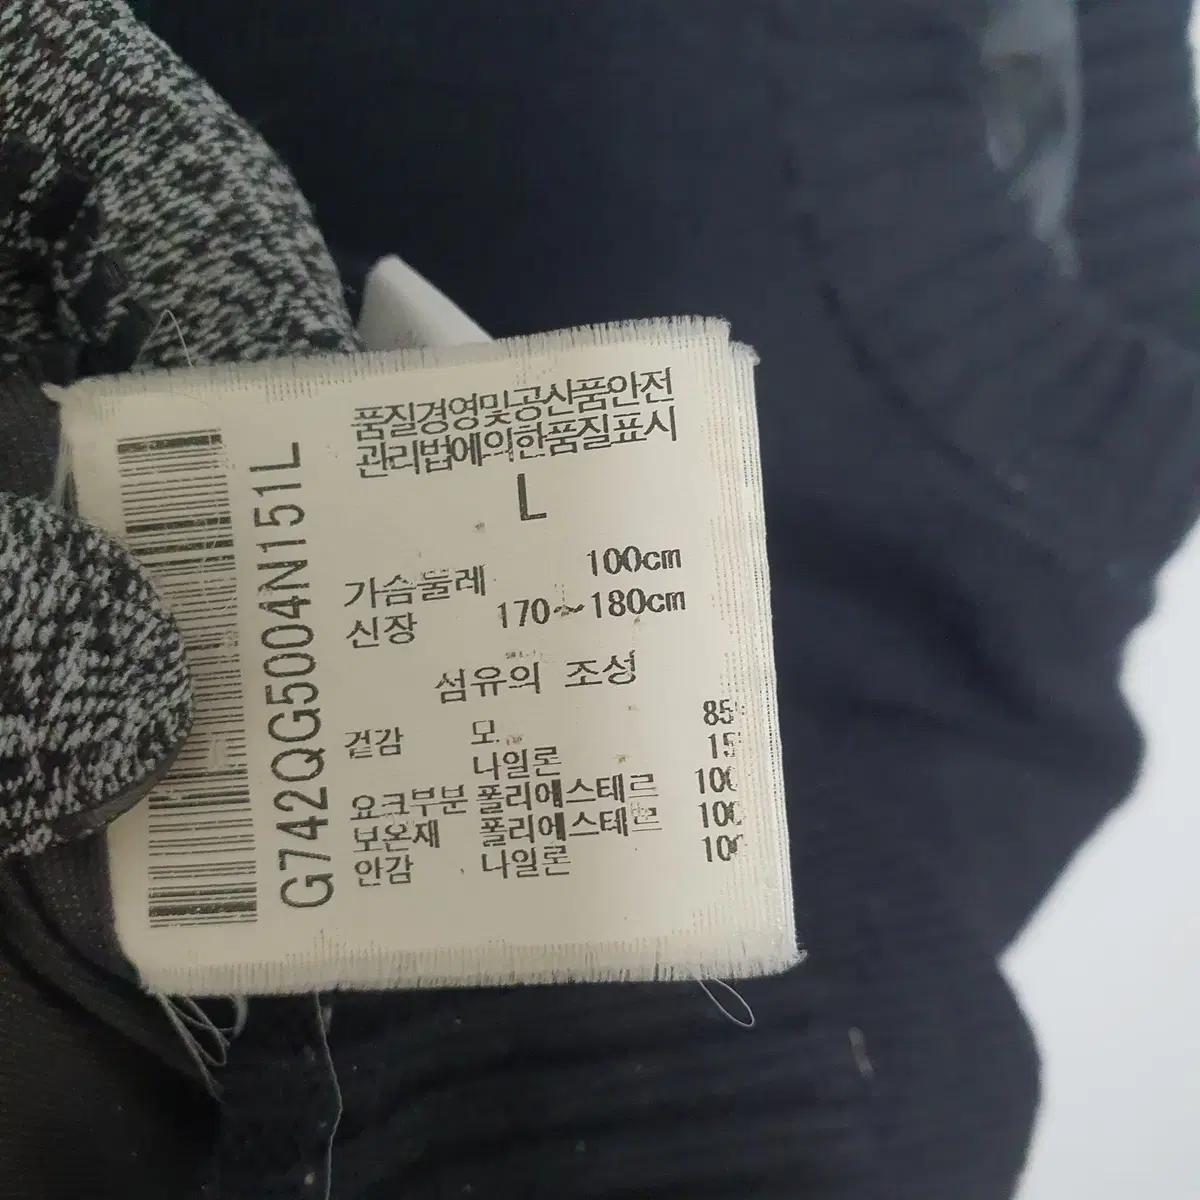 품질경영및공산품안전
관리법에의한품질표시
L
가슴둘레 100cm
신장 170~180cm
섬유의 조성
겉감 모 85
나일론 15
요크부분 폴리에스테르 100
보온재 폴리에스테르 100
안감 나일론 100
G742QG5004N151L